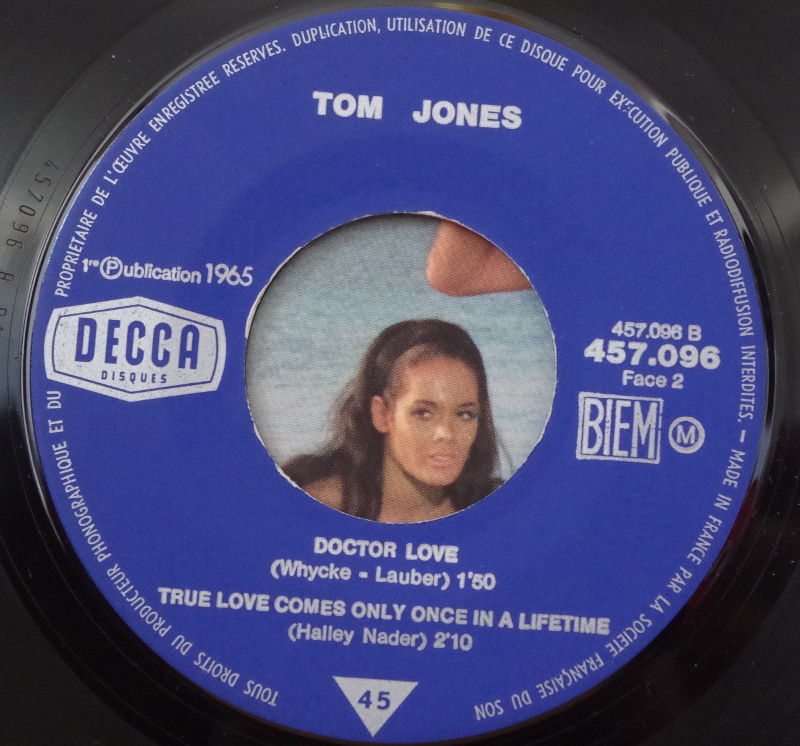 TOM JONES
1re ℗ublication 1965
DECCA
DISQUES
457.096 B
457.096
Face 2
BIEM
M
DOCTOR LOVE
(Whycke - Lauber) 1'50
TRUE LOVE COMES ONLY ONCE IN A LIFETIME
(Halley Nader) 2'10
45
TOUS DROITS DU PRODUCTEUR PHONOGRAPHIQUE ET DU PROPRIETAIRE DE L'ŒUVRE ENREGISTREE RESERVES. DUPLICATION, UTILISATION DE CE DISQUE POUR EXECUTION PUBLIQUE ET RADIODIFFUSION INTERDITES. – MADE IN FRANCE PAR LA SOCIETE FRANÇAISE DU SON
457096 B